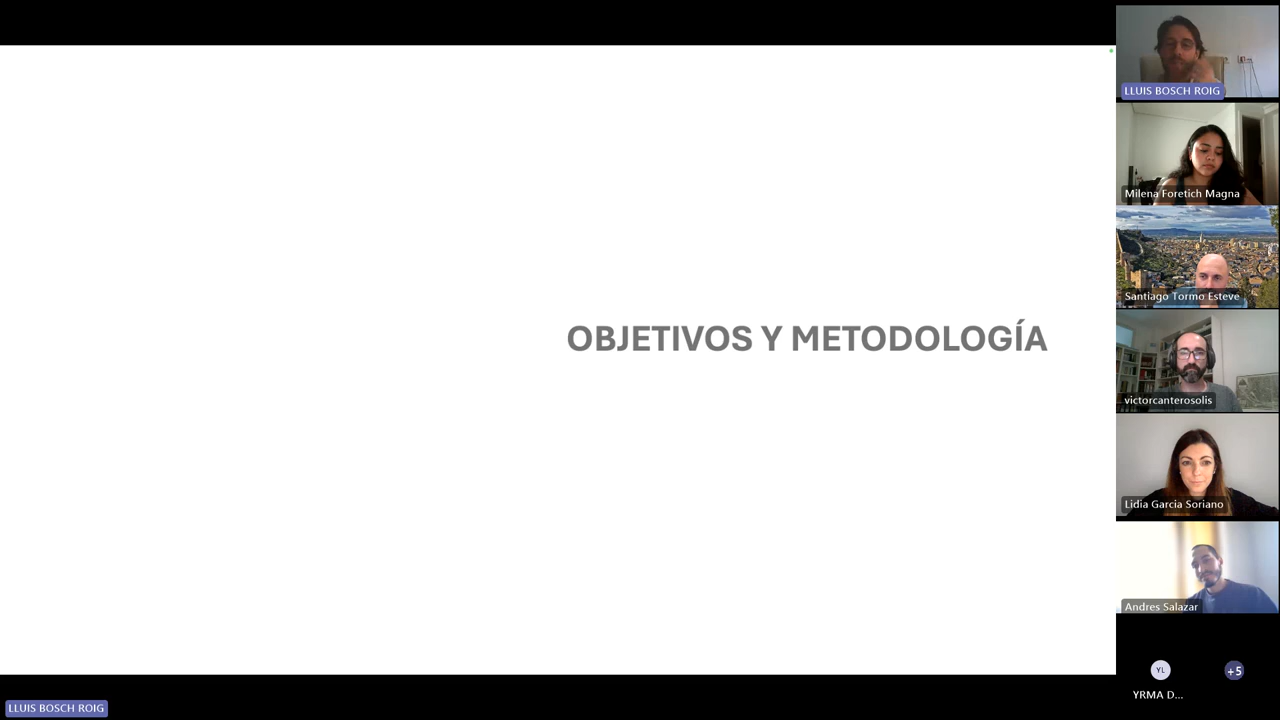 OBJETIVOS Y METODOLOGÍA
LLUIS BOSCH ROIG
Milena Foretich Magna
Santiago Tormo Esteve
victorcanterosolis
Lidia Garcia Soriano
Andres Salazar
YL
+5
YRMA D...
LLUIS BOSCH ROIG